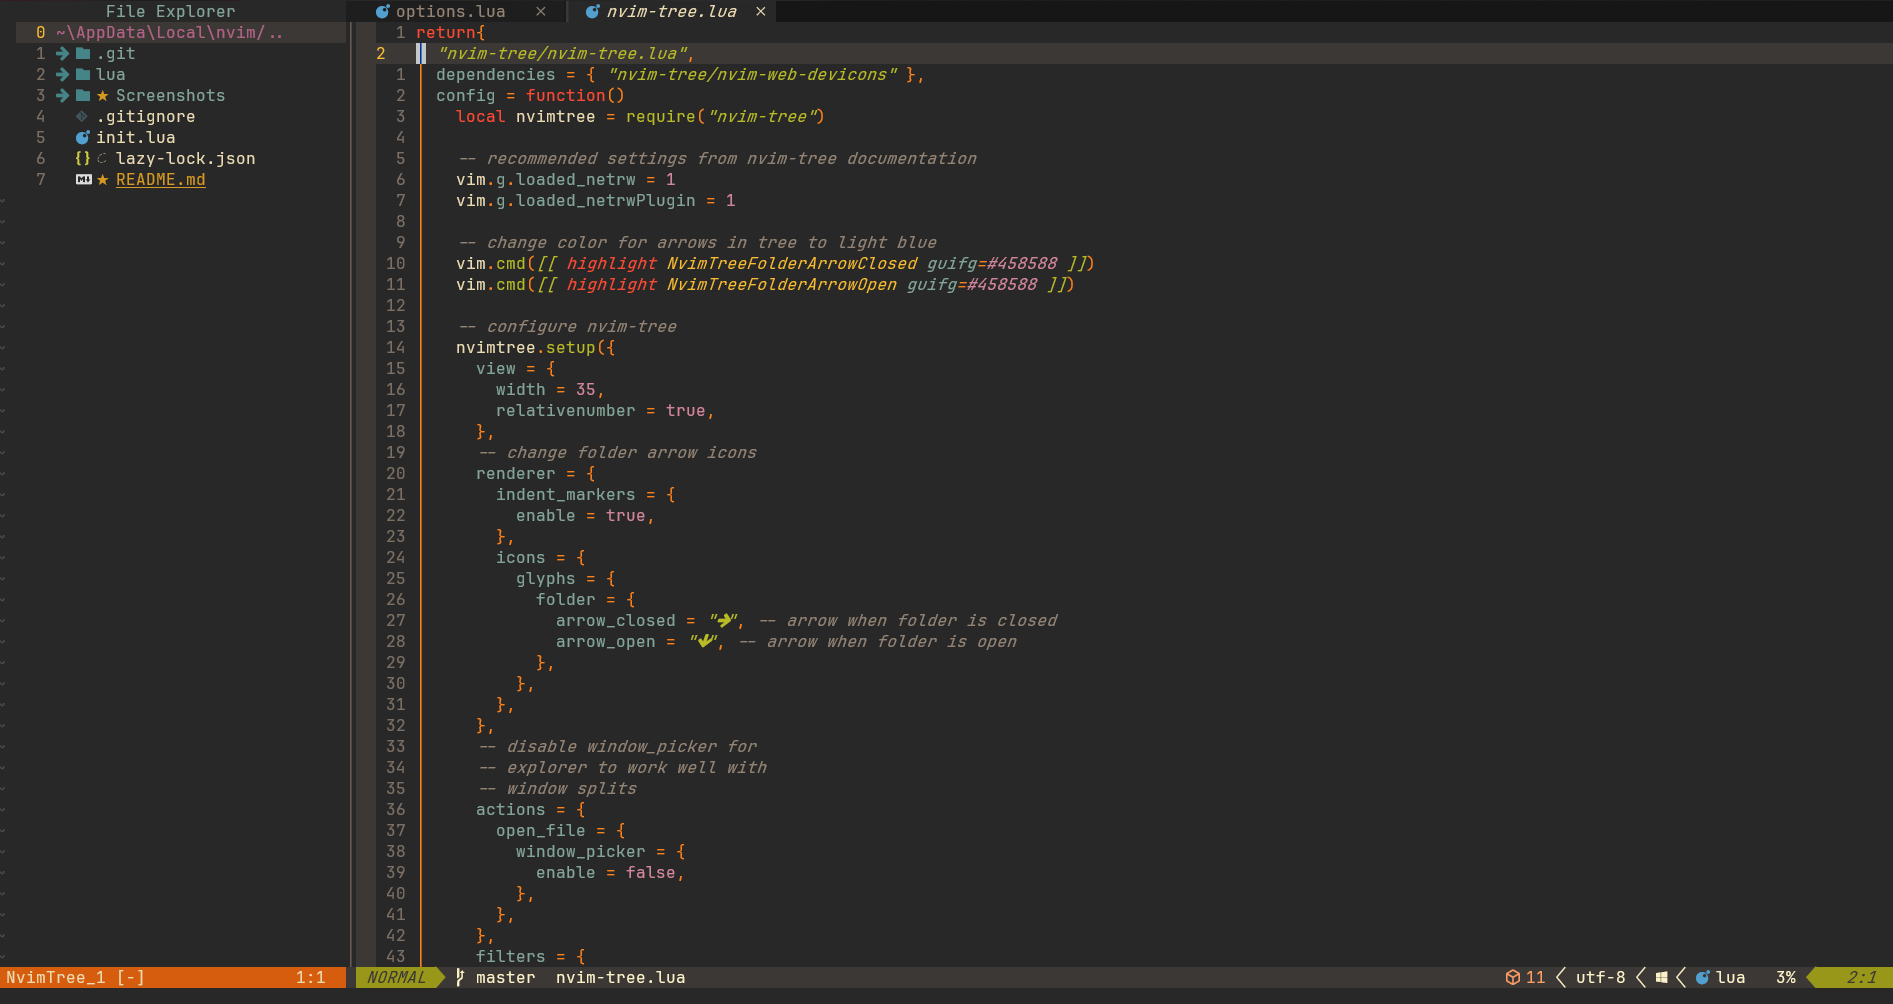 File Explorer
0 ~\AppData\Local\nvim/..
1 .git
2 lua
3 ★ Screenshots
4 .gitignore
5 init.lua
6 {} lazy-lock.json
7 ★ README.md
NvimTree_1 [-] 1:1
options.lua × nvim-tree.lua ×
1 return{
2 "nvim-tree/nvim-tree.lua",
1 dependencies = { "nvim-tree/nvim-web-devicons" },
2 config = function()
3 local nvimtree = require("nvim-tree")
4
5 -- recommended settings from nvim-tree documentation
6 vim.g.loaded_netrw = 1
7 vim.g.loaded_netrwPlugin = 1
8
9 -- change color for arrows in tree to light blue
10 vim.cmd([[ highlight NvimTreeFolderArrowClosed guifg=#458588 ]])
11 vim.cmd([[ highlight NvimTreeFolderArrowOpen guifg=#458588 ]])
12
13 -- configure nvim-tree
14 nvimtree.setup({
15 view = {
16 width = 35,
17 relativenumber = true,
18 },
19 -- change folder arrow icons
20 renderer = {
21 indent_markers = {
22 enable = true,
23 },
24 icons = {
25 glyphs = {
26 folder = {
27 arrow_closed = "→", -- arrow when folder is closed
28 arrow_open = "↓", -- arrow when folder is open
29 },
30 },
31 },
32 },
33 -- disable window_picker for
34 -- explorer to work well with
35 -- window splits
36 actions = {
37 open_file = {
38 window_picker = {
39 enable = false,
40 },
41 },
42 },
43 filters = {
NORMAL master nvim-tree.lua 11 utf-8 lua 3% 2:1